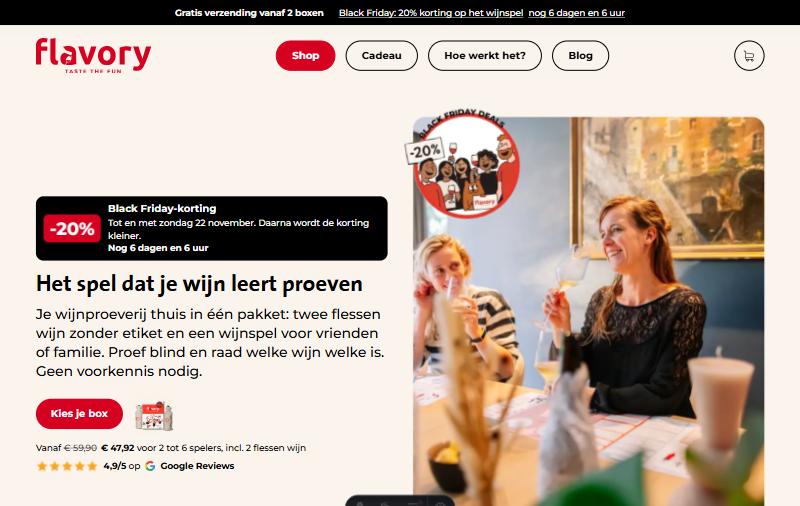 Gratis verzending vanaf 2 boxen Black Friday: 20% korting op het wijnspel nog 6 dagen en 6 uur
flavory
TASTE THE FUN
Shop
Cadeau
Hoe werkt het?
Blog
BLACK FRIDAY DEALS
-20%
flavory
-20%
Black Friday-korting
Tot en met zondag 22 november. Daarna wordt de korting
kleiner.
Nog 6 dagen en 6 uur
Het spel dat je wijn leert proeven
Je wijnproeverij thuis in één pakket: twee flessen
wijn zonder etiket en een wijnspel voor vrienden
of familie. Proef blind en raad welke wijn welke is.
Geen voorkennis nodig.
Kies je box
Vanaf € 59,90 € 47,92 voor 2 tot 6 spelers, incl. 2 flessen wijn
4,9/5 op G Google Reviews